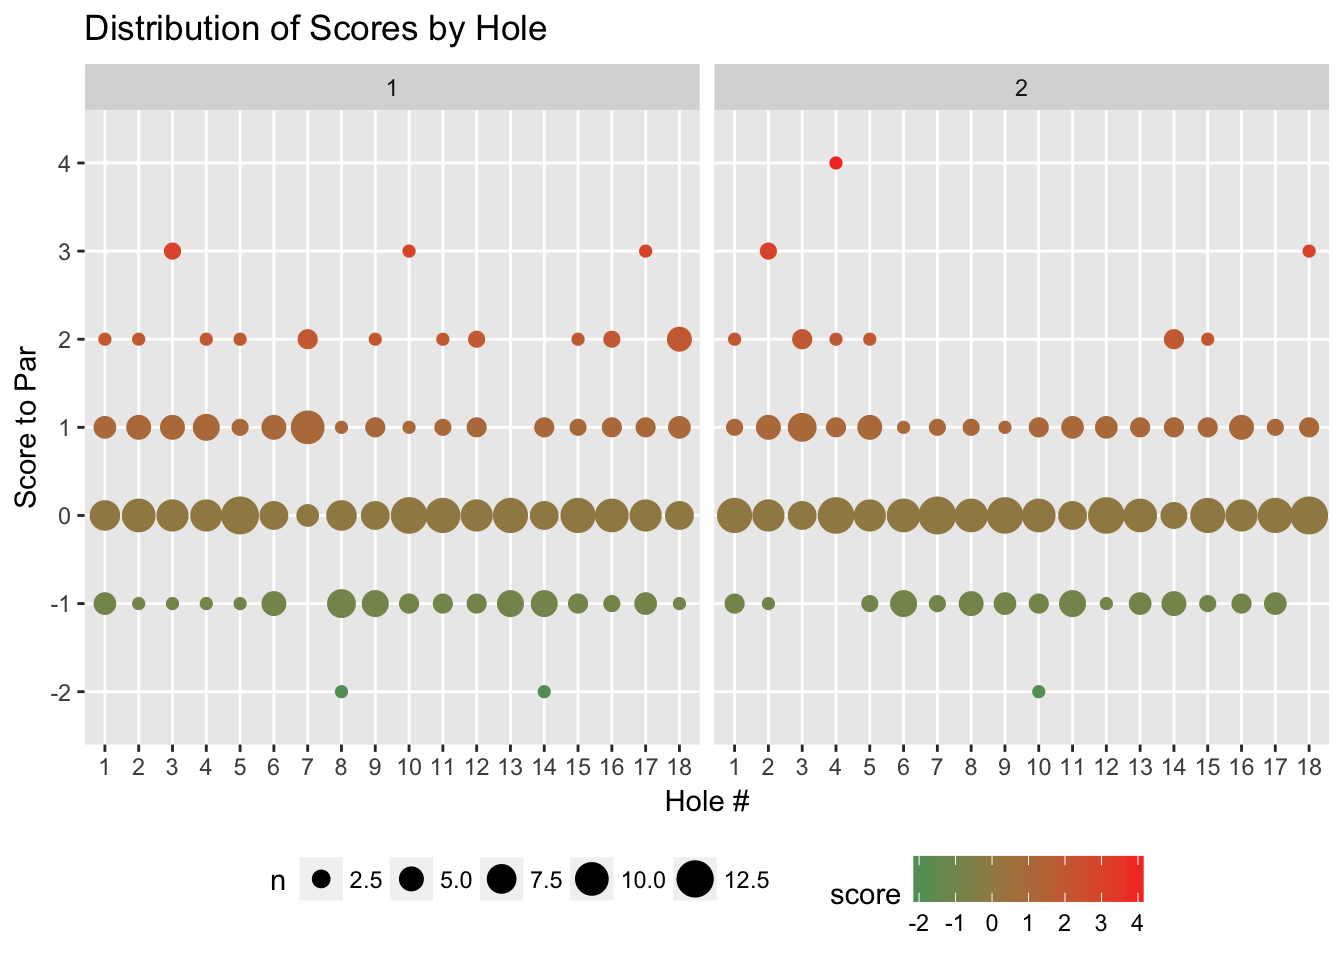 Distribution of Scores by Hole
1 2
Score to Par
4
3
2
1
0
-1
-2
1 2 3 4 5 6 7 8 9 10 11 12 13 14 15 16 17 18 1 2 3 4 5 6 7 8 9 10 11 12 13 14 15 16 17 18
Hole #
n 2.5 5.0 7.5 10.0 12.5
score
-2 -1 0 1 2 3 4